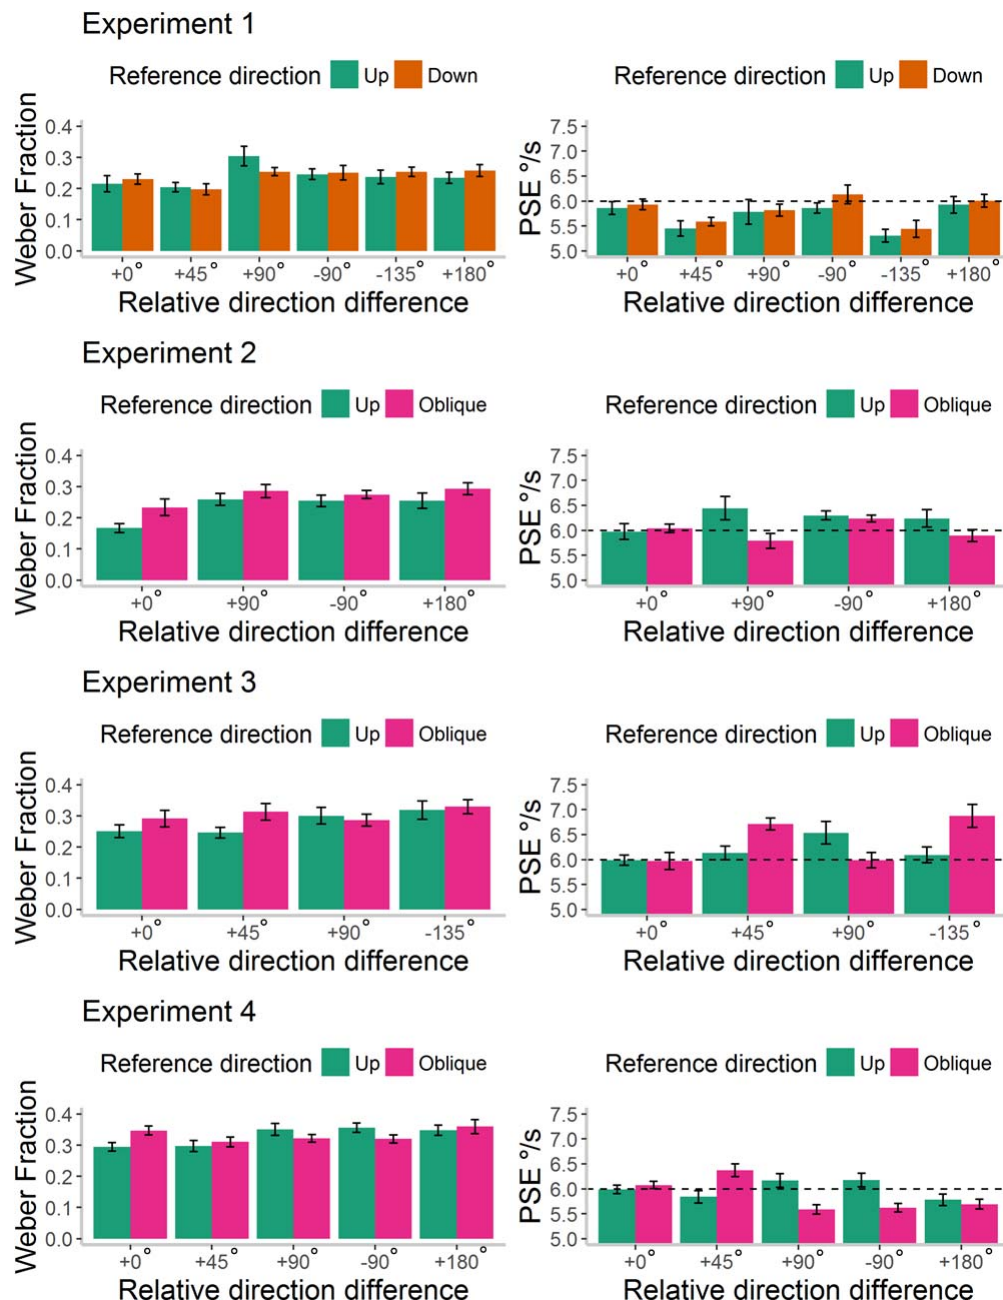 Experiment 1
Reference direction Up Down
Weber Fraction
0.4
0.3
0.2
0.1
0.0
+0° +45° +90° -90° -135° +180°
Relative direction difference
Reference direction Up Down
PSE °/s
7.5
7.0
6.5
6.0
5.5
5.0
+0° +45° +90° -90° -135° +180°
Relative direction difference
Experiment 2
Reference direction Up Oblique
Weber Fraction
0.4
0.3
0.2
0.1
0.0
+0° +90° -90° +180°
Relative direction difference
Reference direction Up Oblique
PSE °/s
7.5
7.0
6.5
6.0
5.5
5.0
+0° +90° -90° +180°
Relative direction difference
Experiment 3
Reference direction Up Oblique
Weber Fraction
0.4
0.3
0.2
0.1
0.0
+0° +45° +90° -135°
Relative direction difference
Reference direction Up Oblique
PSE °/s
7.5
7.0
6.5
6.0
5.5
5.0
+0° +45° +90° -135°
Relative direction difference
Experiment 4
Reference direction Up Oblique
Weber Fraction
0.4
0.3
0.2
0.1
0.0
+0° +45° +90° -90° +180°
Relative direction difference
Reference direction Up Oblique
PSE °/s
7.5
7.0
6.5
6.0
5.5
5.0
+0° +45° +90° -90° +180°
Relative direction difference